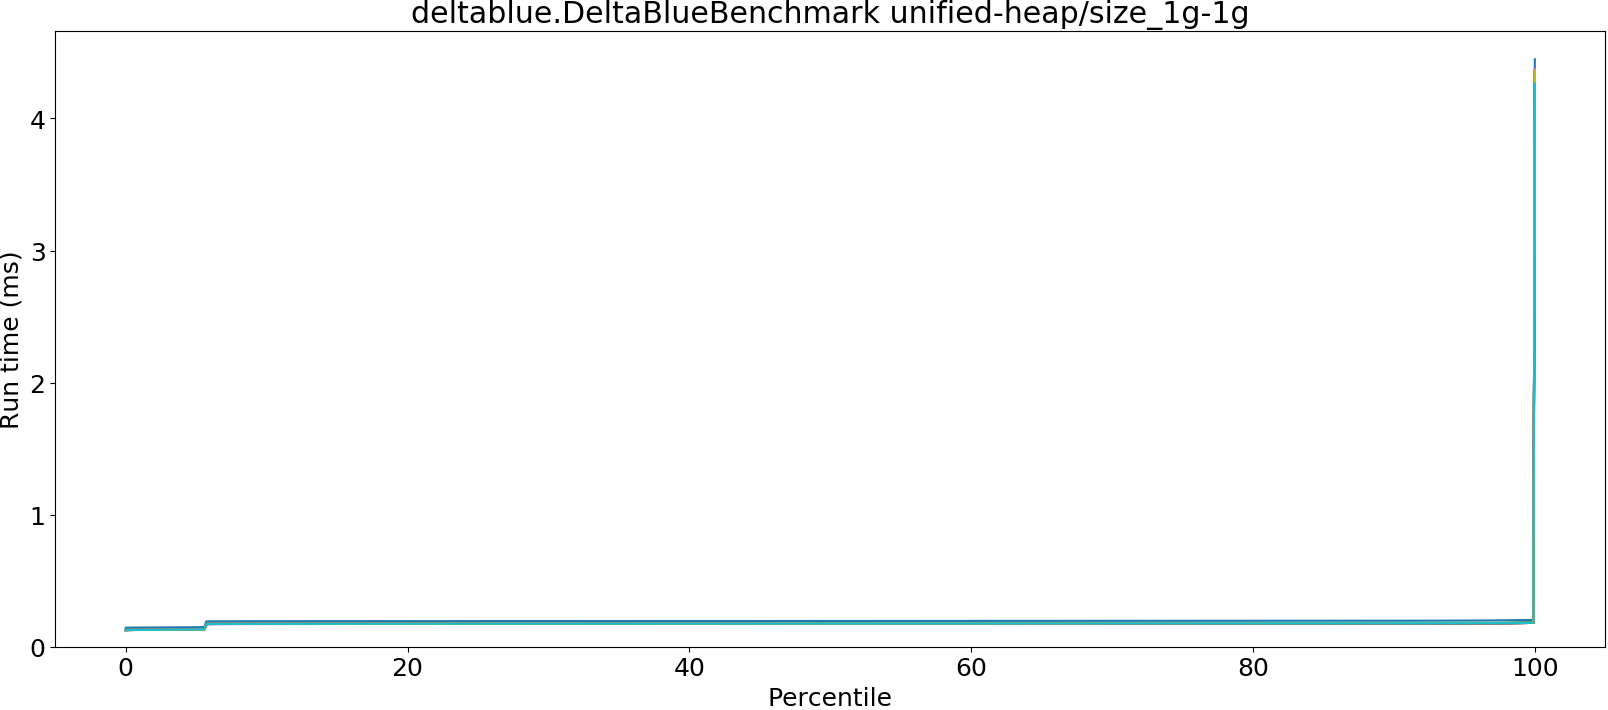 deltablue.DeltaBlueBenchmark unified-heap/size_1g-1g
Run time (ms)
4
3
2
1
0
0 20 40 60 80 100
Percentile